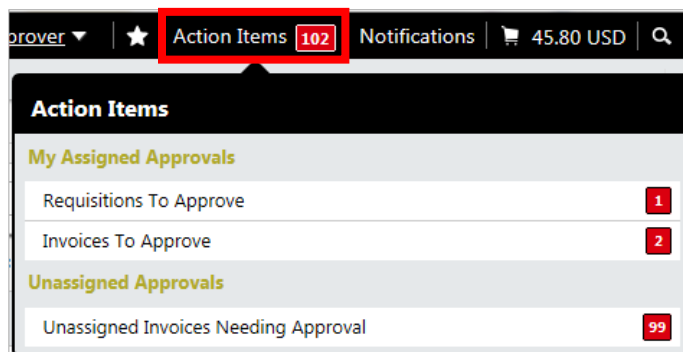 prover Action Items 102 Notifications 45.80 USD
Action Items
My Assigned Approvals
Requisitions To Approve 1
Invoices To Approve 2
Unassigned Approvals
Unassigned Invoices Needing Approval 99